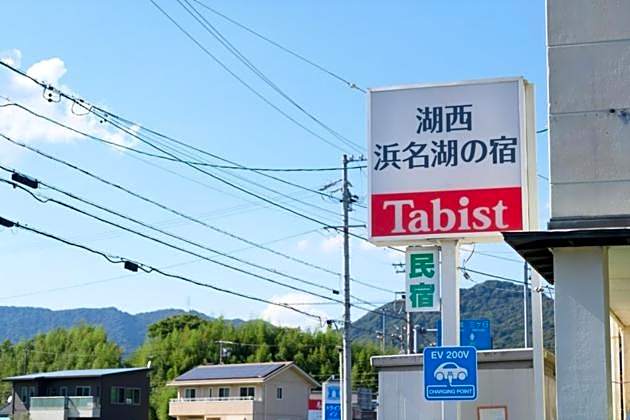 湖西
浜名湖の宿
Tabist
民宿
EV 200V
CHARGING POINT